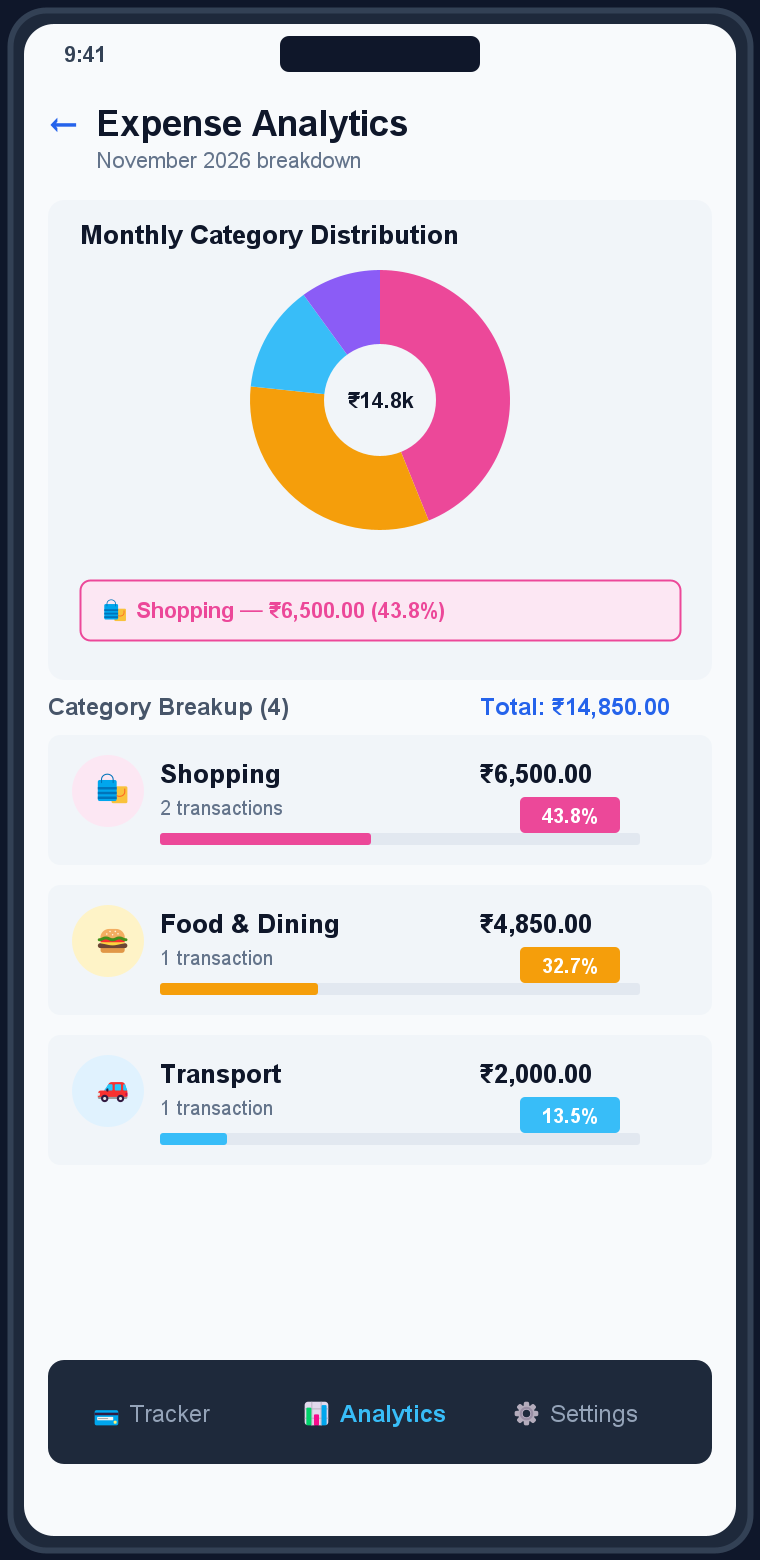 9:41
← Expense Analytics
November 2026 breakdown
Monthly Category Distribution
₹14.8k
Shopping — ₹6,500.00 (43.8%)
Category Breakup (4) Total: ₹14,850.00
Shopping ₹6,500.00
2 transactions 43.8%
Food & Dining ₹4,850.00
1 transaction 32.7%
Transport ₹2,000.00
1 transaction 13.5%
Tracker Analytics Settings